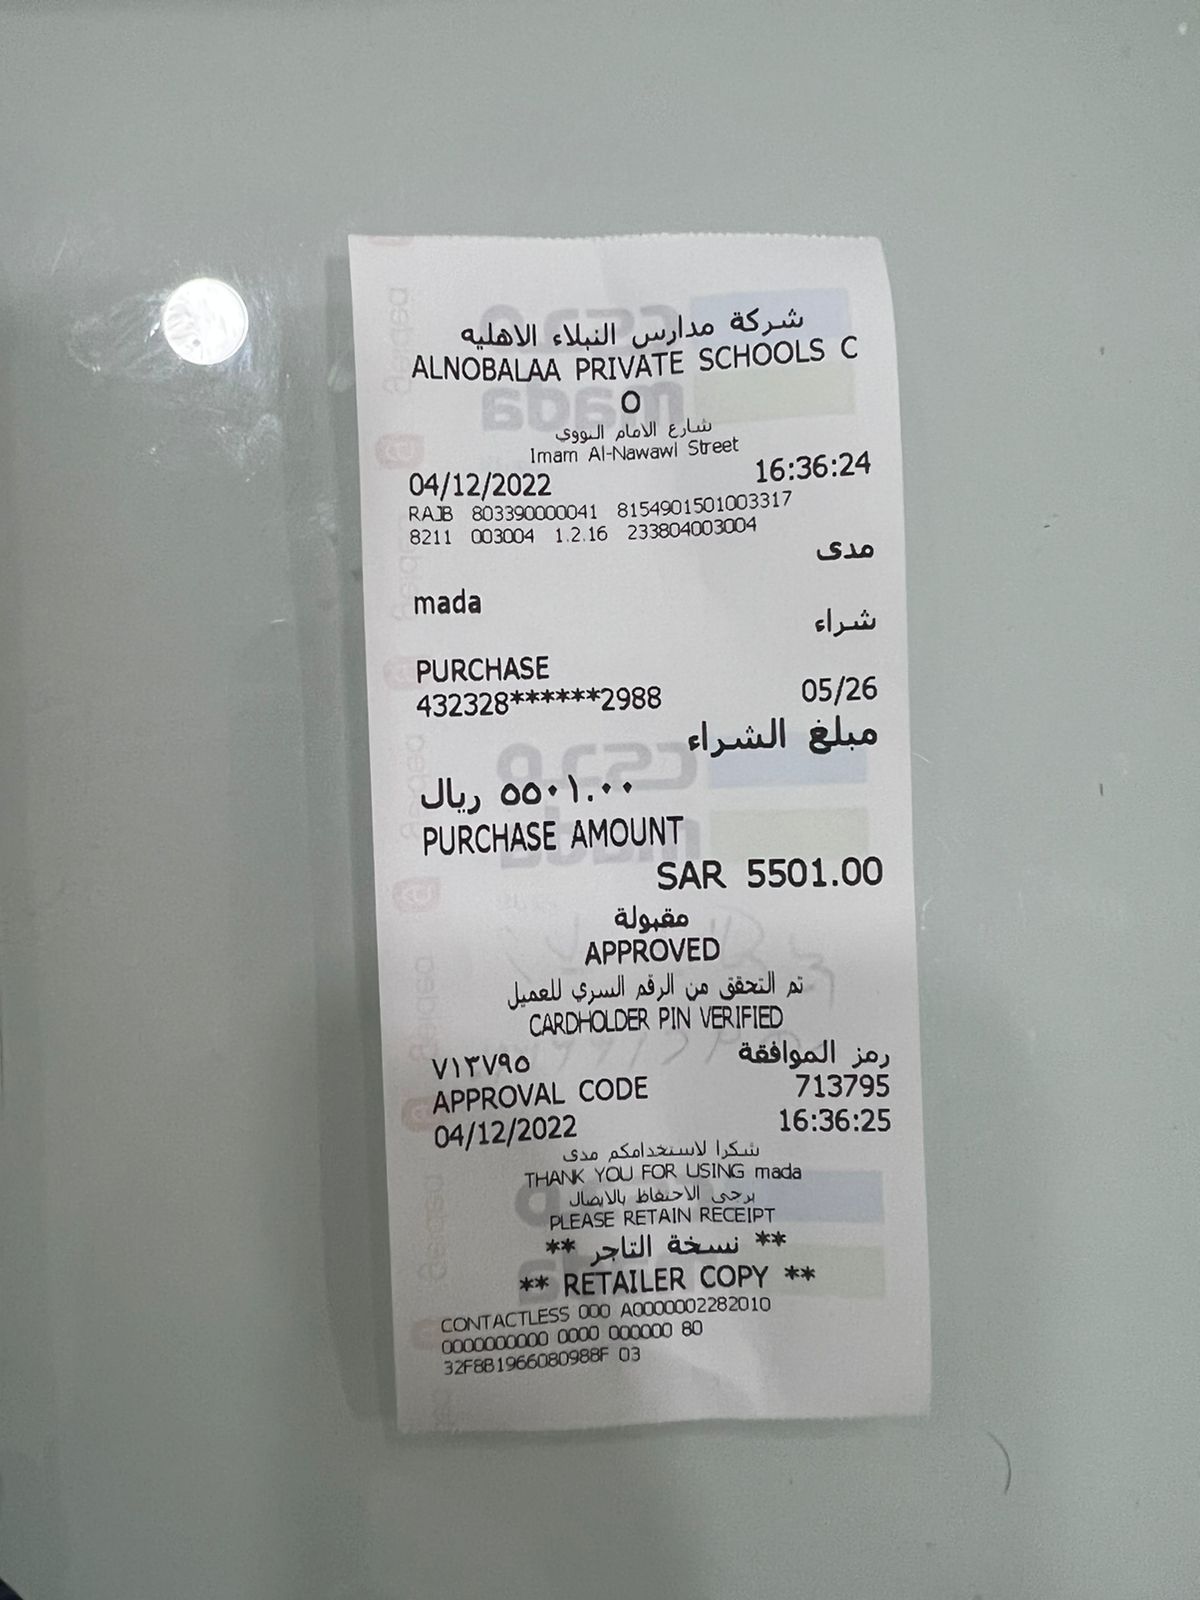 شركة مدارس النبلاء الاهليه
ALNOBALAA PRIVATE SCHOOLS C
O
شارع الامام النووي
Imam Al-Nawawi Street
04/12/2022 16:36:24
RAJB 803390000041 8154901501003317
8211 003004 1.2.16 233804003004
مدى
mada
شراء
PURCHASE
432328******2988 05/26
مبلغ الشراء
٥٥٠١.٠٠ ريال
PURCHASE AMOUNT
SAR 5501.00
مقبولة
APPROVED
تم التحقق من الرقم السري للعميل
CARDHOLDER PIN VERIFIED
رمز الموافقة ٧١٣٧٩٥
APPROVAL CODE 713795
04/12/2022 16:36:25
شكرا لاستخدامكم مدى
THANK YOU FOR USING mada
يرجى الاحتفاظ بالايصال
PLEASE RETAIN RECEIPT
** نسخة التاجر **
** RETAILER COPY **
CONTACTLESS 000 A0000002282010
0000000000 0000 000000 80
32F8B1966080988F 03